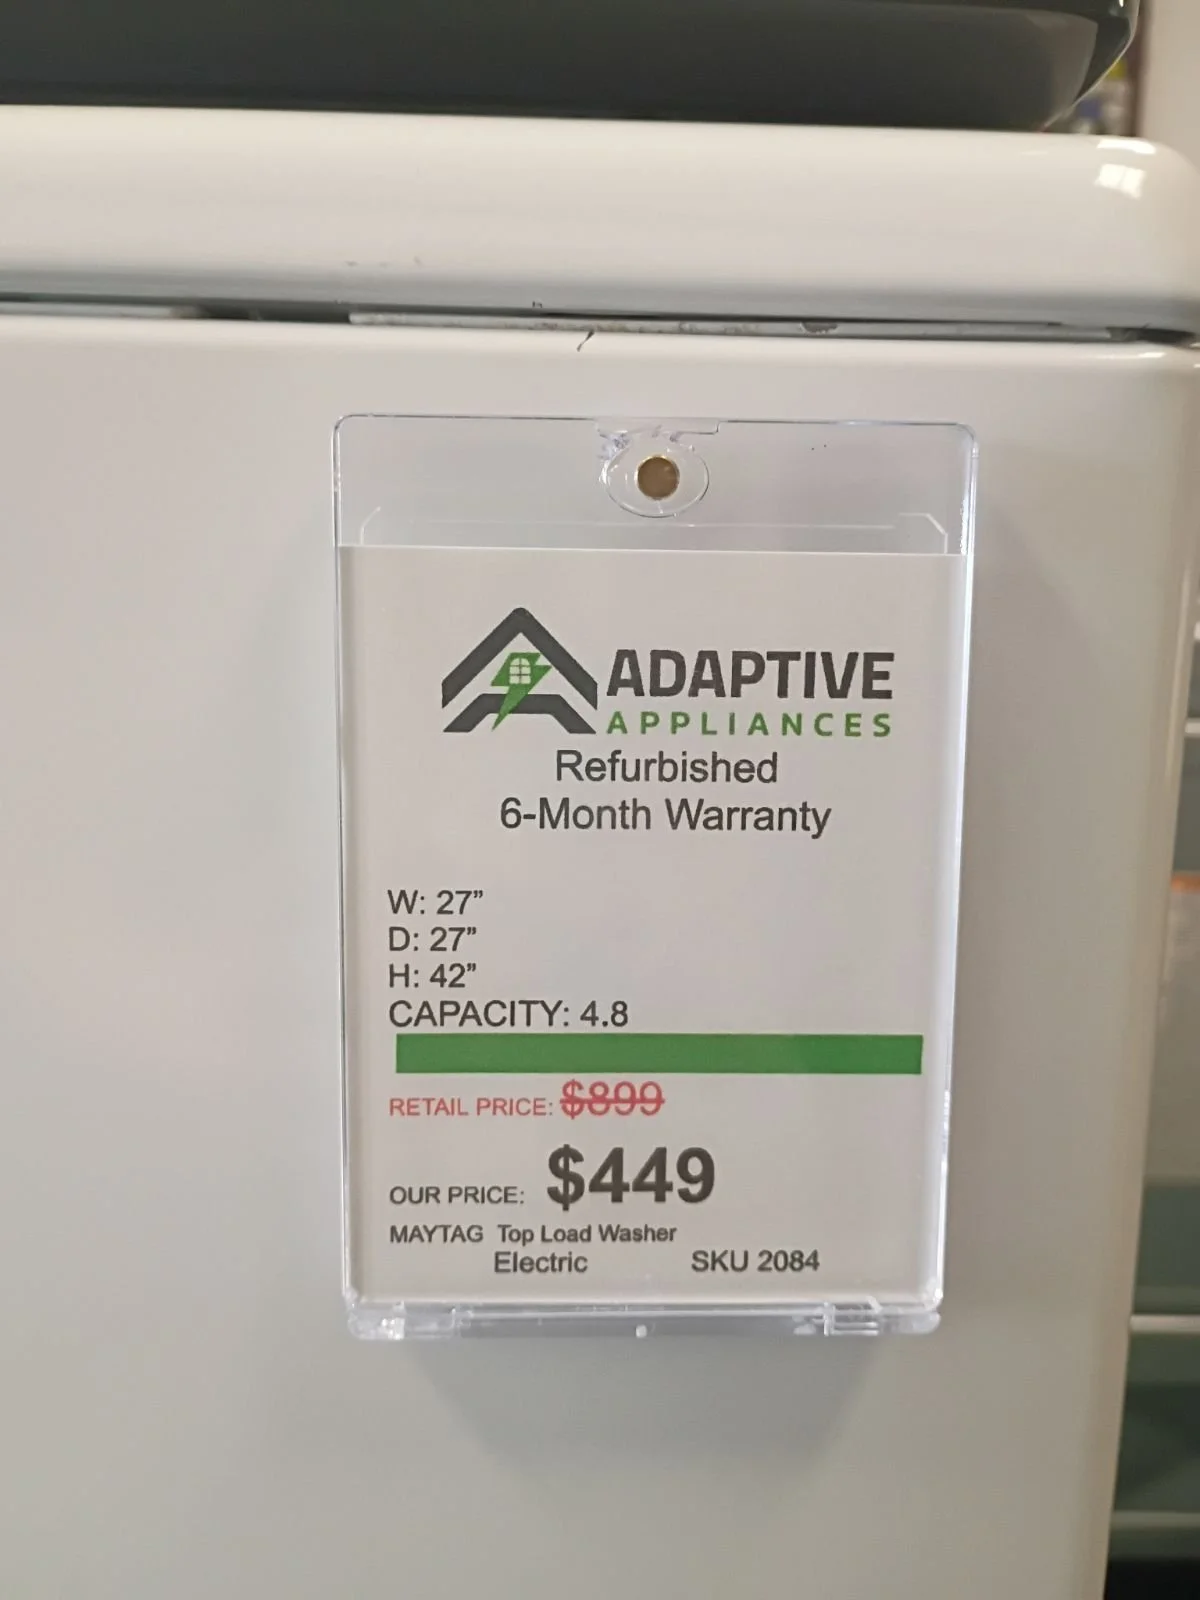 ADAPTIVE
APPLIANCES
Refurbished
6-Month Warranty
W: 27”
D: 27”
H: 42”
CAPACITY: 4.8
RETAIL PRICE: $899
OUR PRICE: $449
MAYTAG Top Load Washer
Electric SKU 2084